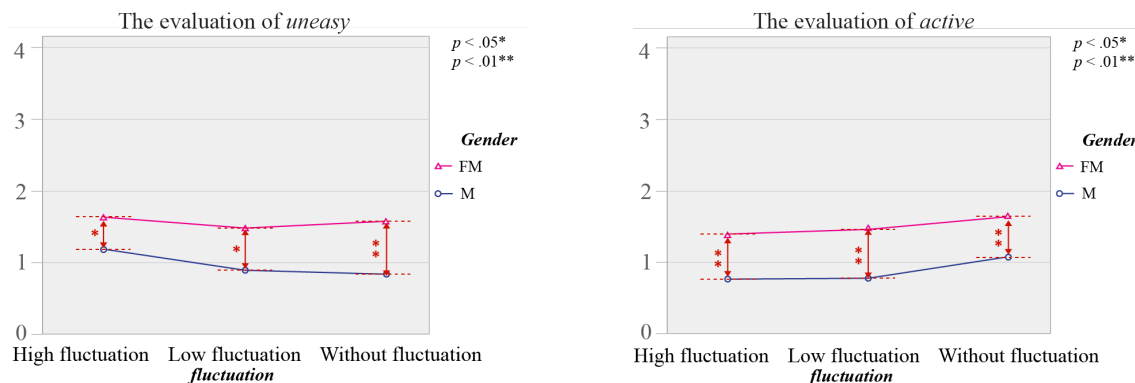 The evaluation of uneasy
4
3
2
1
0
p < .05*
p < .01**
Gender
FM
M
*
*
**
High fluctuation Low fluctuation Without fluctuation
fluctuation
The evaluation of active
4
3
2
1
0
p < .05*
p < .01**
Gender
FM
M
**
**
**
High fluctuation Low fluctuation Without fluctuation
fluctuation